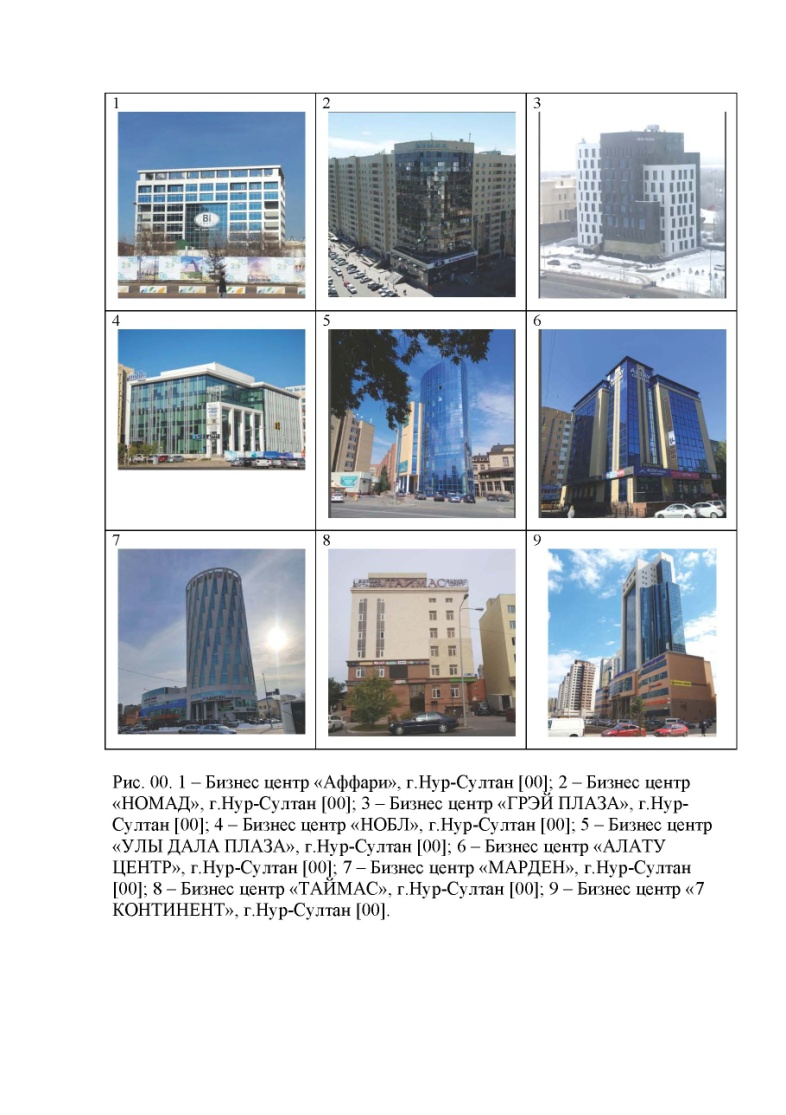 1
2
3
BI
4
5
6
7
8
ТАЙМАС
9
Рис. 00. 1 – Бизнес центр «Аффари», г.Нур-Султан [00]; 2 – Бизнес центр
«НОМАД», г.Нур-Султан [00]; 3 – Бизнес центр «ГРЭЙ ПЛАЗА», г.Нур-
Султан [00]; 4 – Бизнес центр «НОБЛ», г.Нур-Султан [00]; 5 – Бизнес центр
«УЛЫ ДАЛА ПЛАЗА», г.Нур-Султан [00]; 6 – Бизнес центр «АЛАТУ
ЦЕНТР», г.Нур-Султан [00]; 7 – Бизнес центр «МАРДЕН», г.Нур-Султан
[00]; 8 – Бизнес центр «ТАЙМАС», г.Нур-Султан [00]; 9 – Бизнес центр «7
КОНТИНЕНТ», г.Нур-Султан [00].